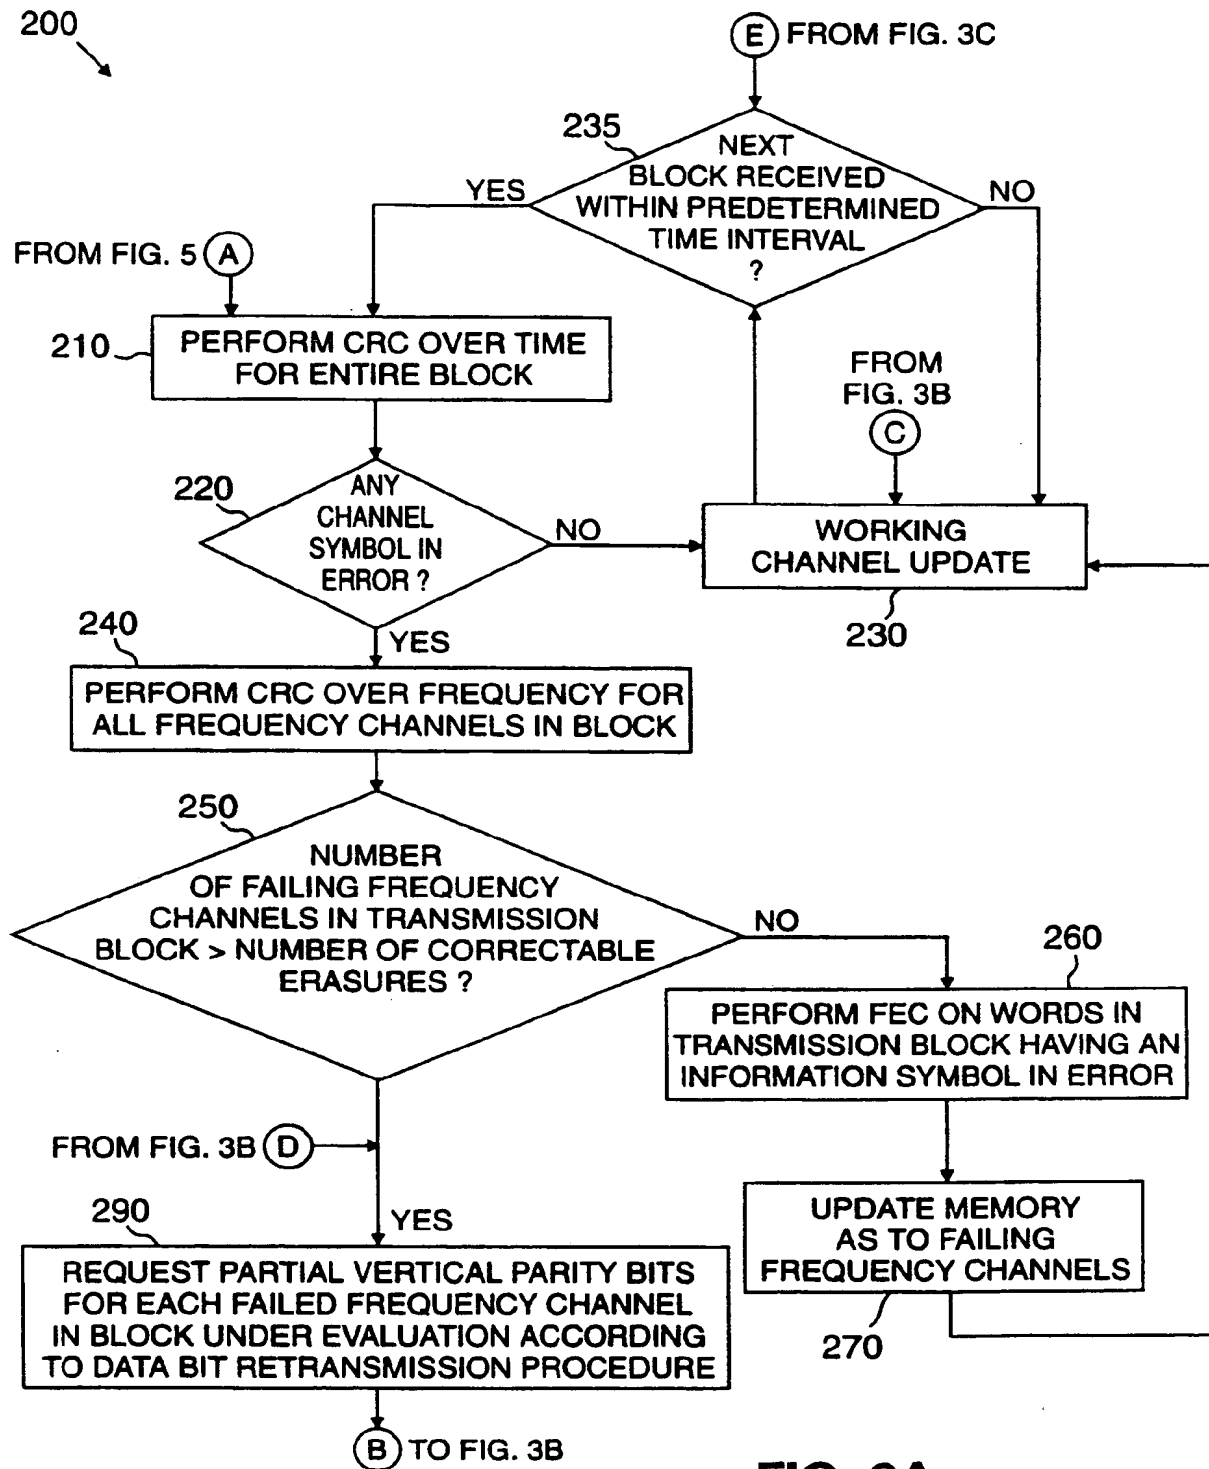 200
E FROM FIG. 3C
235
NEXT
BLOCK RECEIVED
WITHIN PREDETERMINED
TIME INTERVAL
?
YES
NO
FROM FIG. 5 A
210
PERFORM CRC OVER TIME
FOR ENTIRE BLOCK
FROM
FIG. 3B
C
220
ANY
CHANNEL
SYMBOL IN
ERROR ?
NO
WORKING
CHANNEL UPDATE
230
YES
240
PERFORM CRC OVER FREQUENCY FOR
ALL FREQUENCY CHANNELS IN BLOCK
250
NUMBER
OF FAILING FREQUENCY
CHANNELS IN TRANSMISSION
BLOCK > NUMBER OF CORRECTABLE
ERASURES ?
NO
260
PERFORM FEC ON WORDS IN
TRANSMISSION BLOCK HAVING AN
INFORMATION SYMBOL IN ERROR
FROM FIG. 3B D
UPDATE MEMORY
AS TO FAILING
FREQUENCY CHANNELS
270
YES
290
REQUEST PARTIAL VERTICAL PARITY BITS
FOR EACH FAILED FREQUENCY CHANNEL
IN BLOCK UNDER EVALUATION ACCORDING
TO DATA BIT RETRANSMISSION PROCEDURE
B TO FIG. 3B